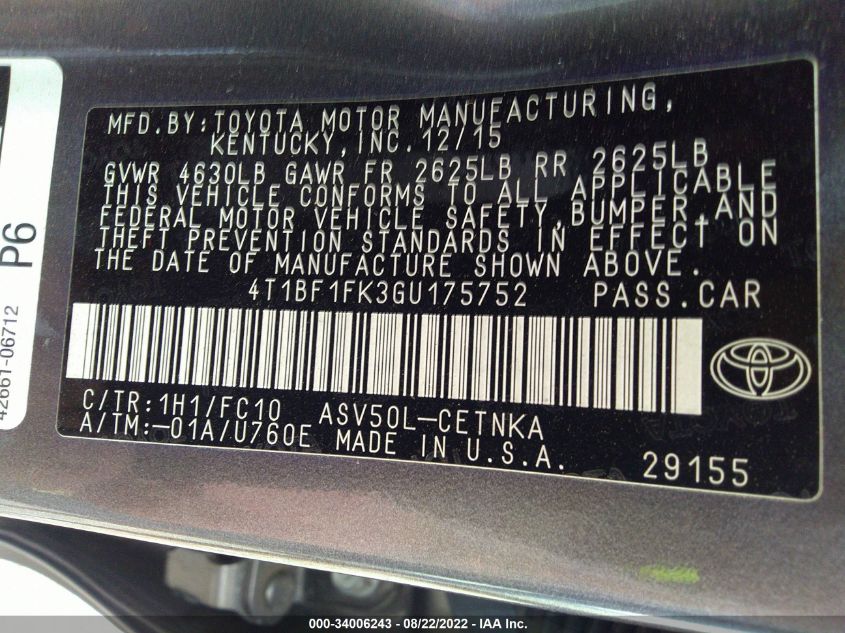 MFD.BY:TOYOTA MOTOR MANUFACTURING,
KENTUCKY,INC.12/15
GVWR 4630LB GAWR FR 2625LB RR 2625LB
THIS VEHICLE CONFORMS TO ALL APPLICABLE
FEDERAL MOTOR VEHICLE SAFETY,BUMPER,AND
THEFT PREVENTION STANDARDS IN EFFECT ON
THE DATE OF MANUFACTURE SHOWN ABOVE.
4T1BF1FK3GU175752 PASS.CAR
C/TR:1H1/FC10 ASV50L-CETNKA
A/TM:-01A/U760E MADE IN U.S.A.
29155
P6
42661-06712
000-34006243 - 08/22/2022 - IAA Inc.